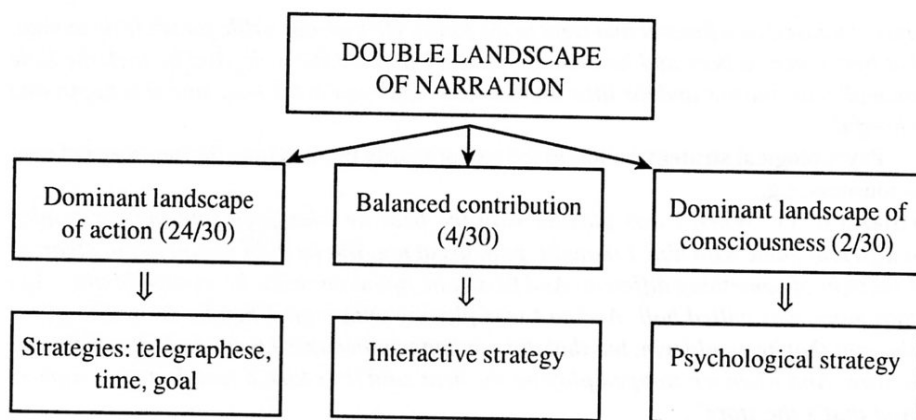 DOUBLE LANDSCAPE
OF NARRATION
Dominant landscape
of action (24/30)
Balanced contribution
(4/30)
Dominant landscape of
consciousness (2/30)
Strategies: telegraphese,
time, goal
Interactive strategy
Psychological strategy